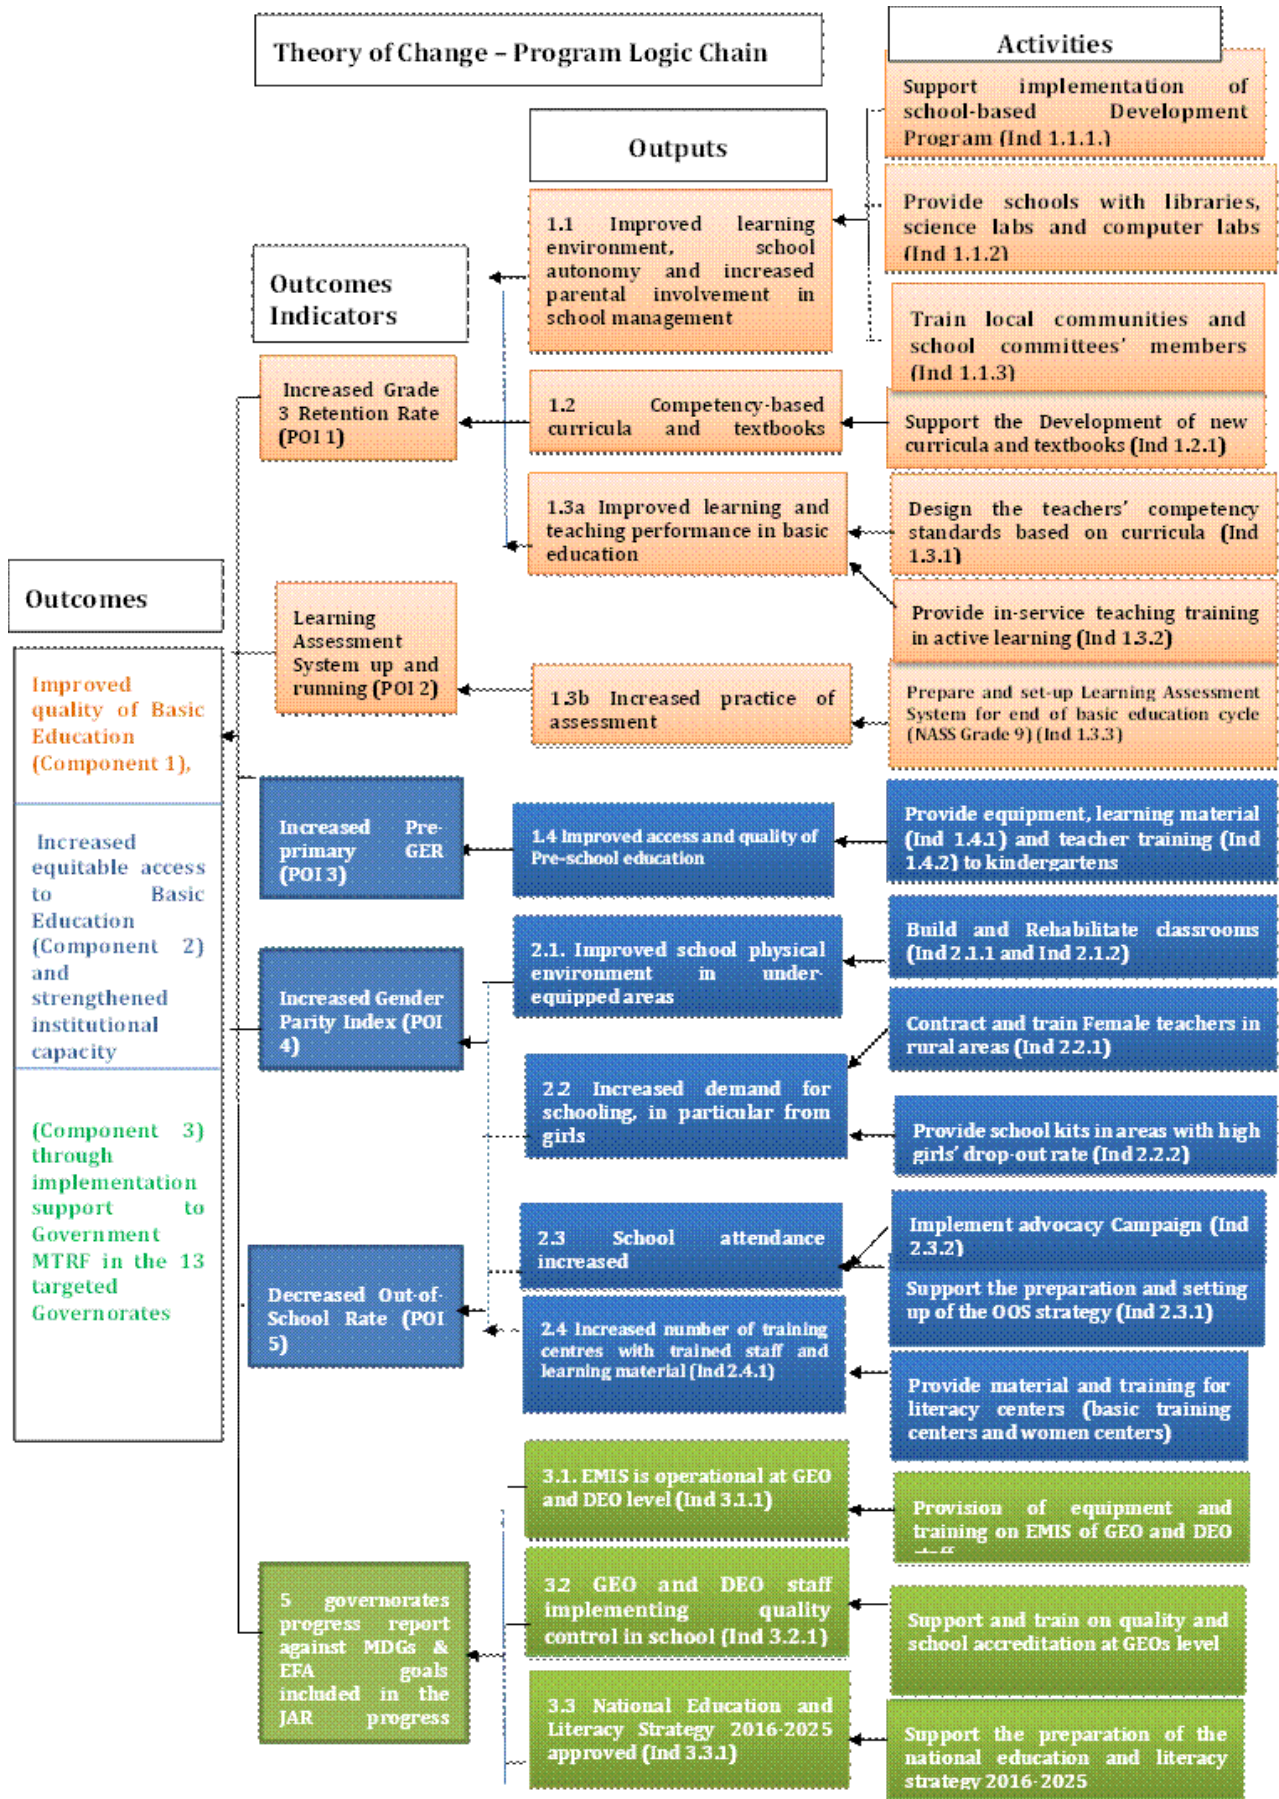 Theory of Change – Program Logic Chain
Activities
Support implementation of
school-based Development
Program (Ind 1.1.1.)
Outputs
Provide schools with libraries,
science labs and computer labs
(Ind 1.1.2)
1.1 Improved learning
environment, school
autonomy and increased
parental involvement in
school management
Outcomes
Indicators
Train local communities and
school committees' members
(Ind 1.1.3)
Increased Grade
3 Retention Rate
(POI 1)
1.2 Competency-based
curricula and textbooks
Support the Development of new
curricula and textbooks (Ind 1.2.1)
1.3a Improved learning and
teaching performance in basic
education
Design the teachers' competency
standards based on curricula (Ind
1.3.1)
Outcomes
Provide in-service teaching training
in active learning (Ind 1.3.2)
Learning
Assessment
System up and
running (POI 2)
1.3b Increased practice of
assessment
Prepare and set-up Learning Assessment
System for end of basic education cycle
(NASS Grade 9) (Ind 1.3.3)
Improved
quality of Basic
Education
(Component 1),
Increased
equitable access
to Basic
Education
(Component 2)
and
strengthened
institutional
capacity
(Component 3)
through
implementation
support to
Government
MTRF in the 13
targeted
Governorates
Increased Pre-
primary GER
(POI 3)
1.4 Improved access and quality of
Pre-school education
Provide equipment, learning material
(Ind 1.4.1) and teacher training (Ind
1.4.2) to kindergartens
2.1. Improved school physical
environment in under-
equipped areas
Build and Rehabilitate classrooms
(Ind 2.1.1 and Ind 2.1.2)
Increased Gender
Parity Index (POI
4)
Contract and train Female teachers in
rural areas (Ind 2.2.1)
2.2 Increased demand for
schooling, in particular from
girls
Provide school kits in areas with high
girls' drop-out rate (Ind 2.2.2)
2.3 School attendance
increased
Implement advocacy Campaign (Ind
2.3.2)
Decreased Out-of-
School Rate (POI
5)
Support the preparation and setting
up of the OOS strategy (Ind 2.3.1)
2.4 Increased number of training
centres with trained staff and
learning material (Ind 2.4.1)
Provide material and training for
literacy centers (basic training
centers and women centers)
3.1. EMIS is operational at GEO
and DEO level (Ind 3.1.1)
Provision of equipment and
training on EMIS of GEO and DEO
5 governorates
progress report
against MDGs &
EFA goals
included in the
JAR progress
3.2 GEO and DEO staff
implementing quality
control in school (Ind 3.2.1)
Support and train on quality and
school accreditation at GEOs level
3.3 National Education and
Literacy Strategy 2016-2025
approved (Ind 3.3.1)
Support the preparation of the
national education and literacy
strategy 2016-2025